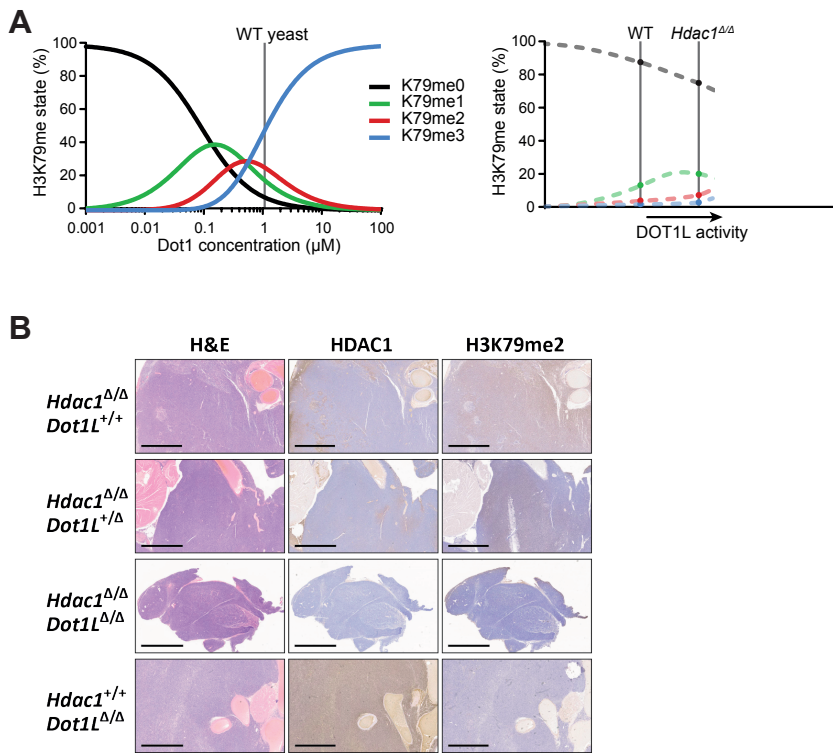 A
WT yeast
H3K79me state (%)
100
80
60
40
20
0
0.001
0.01
0.1
1
10
100
Dot1 concentration (µM)
K79me0
K79me1
K79me2
K79me3
WT
Hdac1Δ/Δ
H3K79me state (%)
100
80
60
40
20
0
DOT1L activity
B
H&E
HDAC1
H3K79me2
Hdac1Δ/Δ
Dot1L+/+
Hdac1Δ/Δ
Dot1L+/Δ
Hdac1Δ/Δ
Dot1LΔ/Δ
Hdac1+/+
Dot1LΔ/Δ